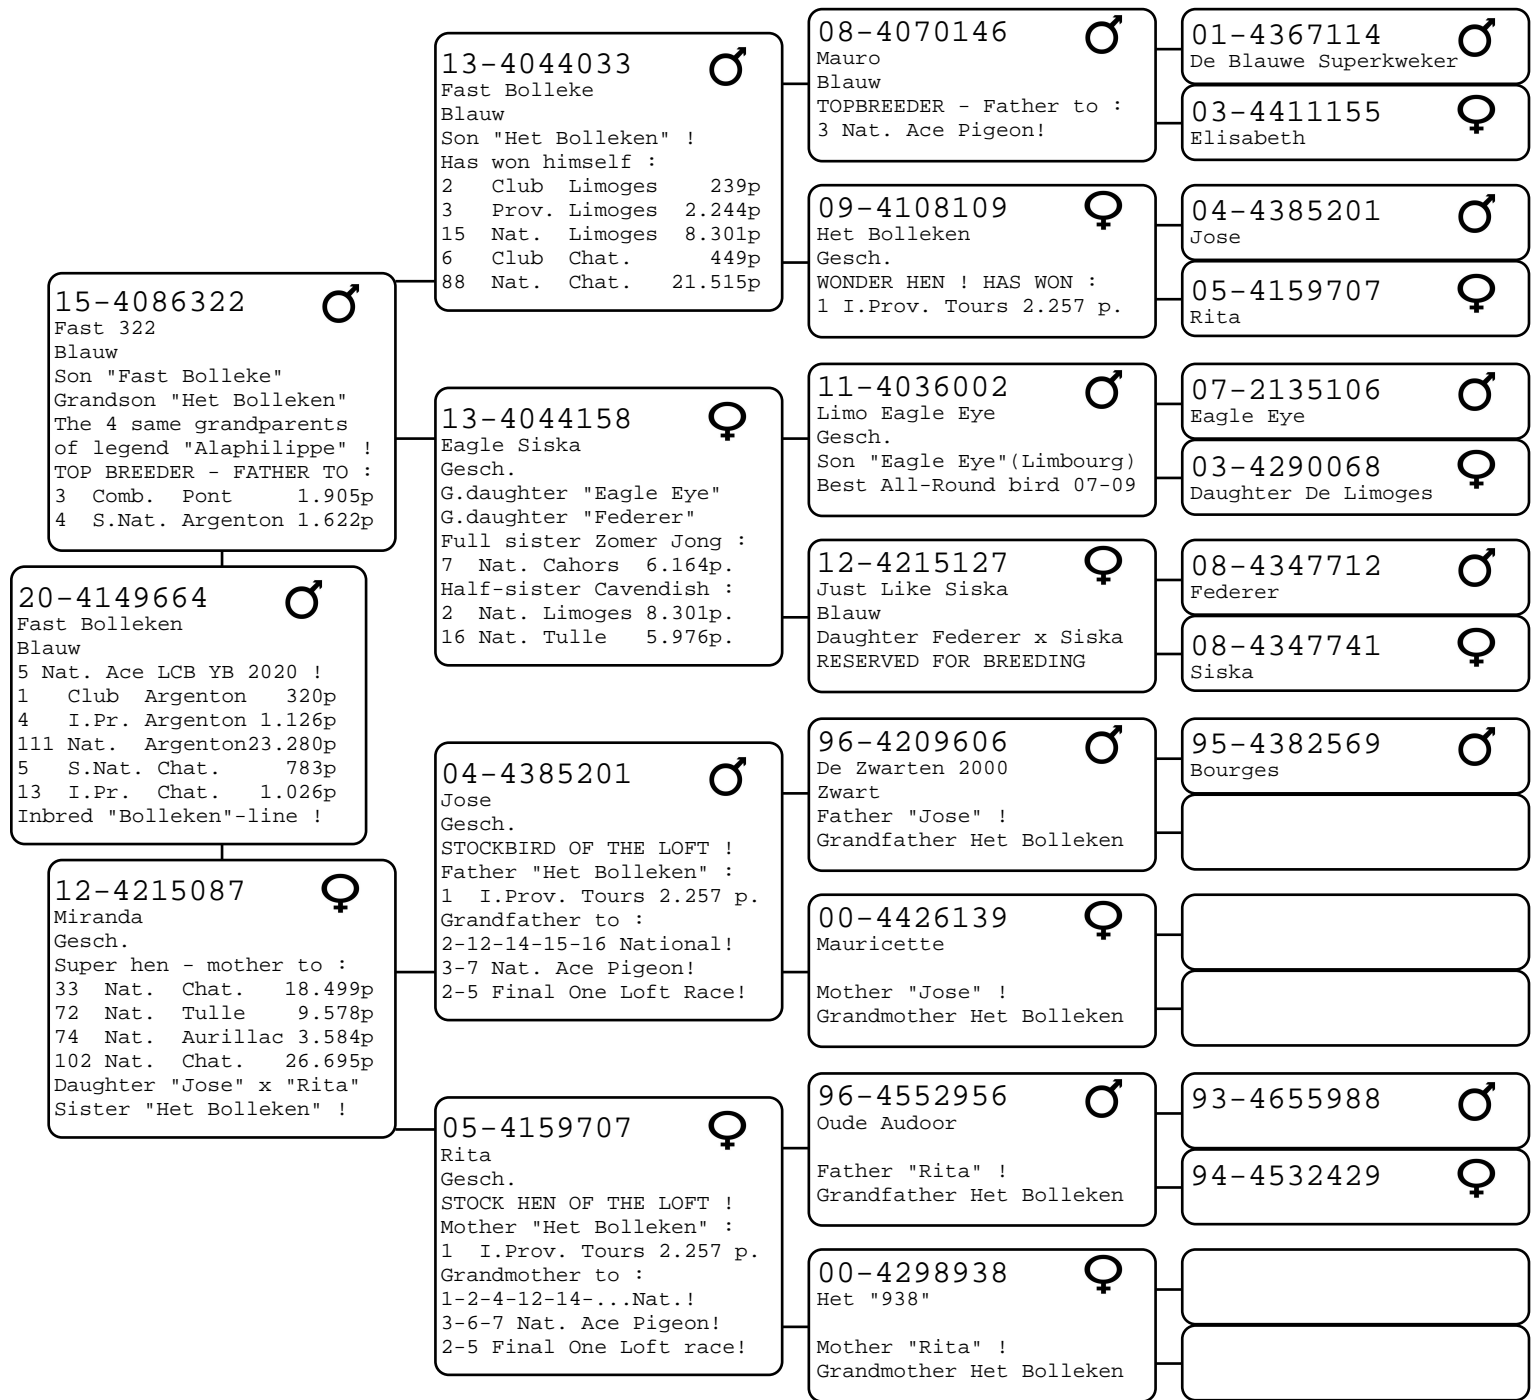 20-4149664
Fast Bolleken
Blauw
5 Nat. Ace LCB YB 2020 !
1 Club Argenton 320p
4 I.Pr. Argenton 1.126p
111 Nat. Argenton23.280p
5 S.Nat. Chat. 783p
13 I.Pr. Chat. 1.026p
Inbred "Bolleken"-line !
15-4086322
Fast 322
Blauw
Son "Fast Bolleke"
Grandson "Het Bolleken"
The 4 same grandparents
of legend "Alaphilippe" !
TOP BREEDER - FATHER TO :
3 Comb. Pont 1.905p
4 S.Nat. Argenton 1.622p
12-4215087
Miranda
Gesch.
Super hen - mother to :
33 Nat. Chat. 18.499p
72 Nat. Tulle 9.578p
74 Nat. Aurillac 3.584p
102 Nat. Chat. 26.695p
Daughter "Jose" x "Rita"
Sister "Het Bolleken" !
13-4044033
Fast Bolleke
Blauw
Son "Het Bolleken" !
Has won himself :
2 Club Limoges 239p
3 Prov. Limoges 2.244p
15 Nat. Limoges 8.301p
6 Club Chat. 449p
88 Nat. Chat. 21.515p
13-4044158
Eagle Siska
Gesch.
G.daughter "Eagle Eye"
G.daughter "Federer"
Full sister Zomer Jong :
7 Nat. Cahors 6.164p.
Half-sister Cavendish :
2 Nat. Limoges 8.301p.
16 Nat. Tulle 5.976p.
04-4385201
Jose
Gesch.
STOCKBIRD OF THE LOFT !
Father "Het Bolleken" :
1 I.Prov. Tours 2.257 p.
Grandfather to :
2-12-14-15-16 National!
3-7 Nat. Ace Pigeon!
2-5 Final One Loft Race!
05-4159707
Rita
Gesch.
STOCK HEN OF THE LOFT !
Mother "Het Bolleken" :
1 I.Prov. Tours 2.257 p.
Grandmother to :
1-2-4-12-14-...Nat.!
3-6-7 Nat. Ace Pigeon!
2-5 Final One Loft race!
08-4070146
Mauro
Blauw
TOPBREEDER - Father to :
3 Nat. Ace Pigeon!
09-4108109
Het Bolleken
Gesch.
WONDER HEN ! HAS WON :
1 I.Prov. Tours 2.257 p.
11-4036002
Limo Eagle Eye
Gesch.
Son "Eagle Eye"(Limbourg)
Best All-Round bird 07-09
12-4215127
Just Like Siska
Blauw
Daughter Federer x Siska
RESERVED FOR BREEDING
96-4209606
De Zwarten 2000
Zwart
Father "Jose" !
Grandfather Het Bolleken
00-4426139
Mauricette
Mother "Jose" !
Grandmother Het Bolleken
96-4552956
Oude Audoor
Father "Rita" !
Grandfather Het Bolleken
00-4298938
Het "938"
Mother "Rita" !
Grandmother Het Bolleken
01-4367114
De Blauwe Superkweker
03-4411155
Elisabeth
04-4385201
Jose
05-4159707
Rita
07-2135106
Eagle Eye
03-4290068
Daughter De Limoges
08-4347712
Federer
08-4347741
Siska
95-4382569
Bourges
93-4655988
94-4532429